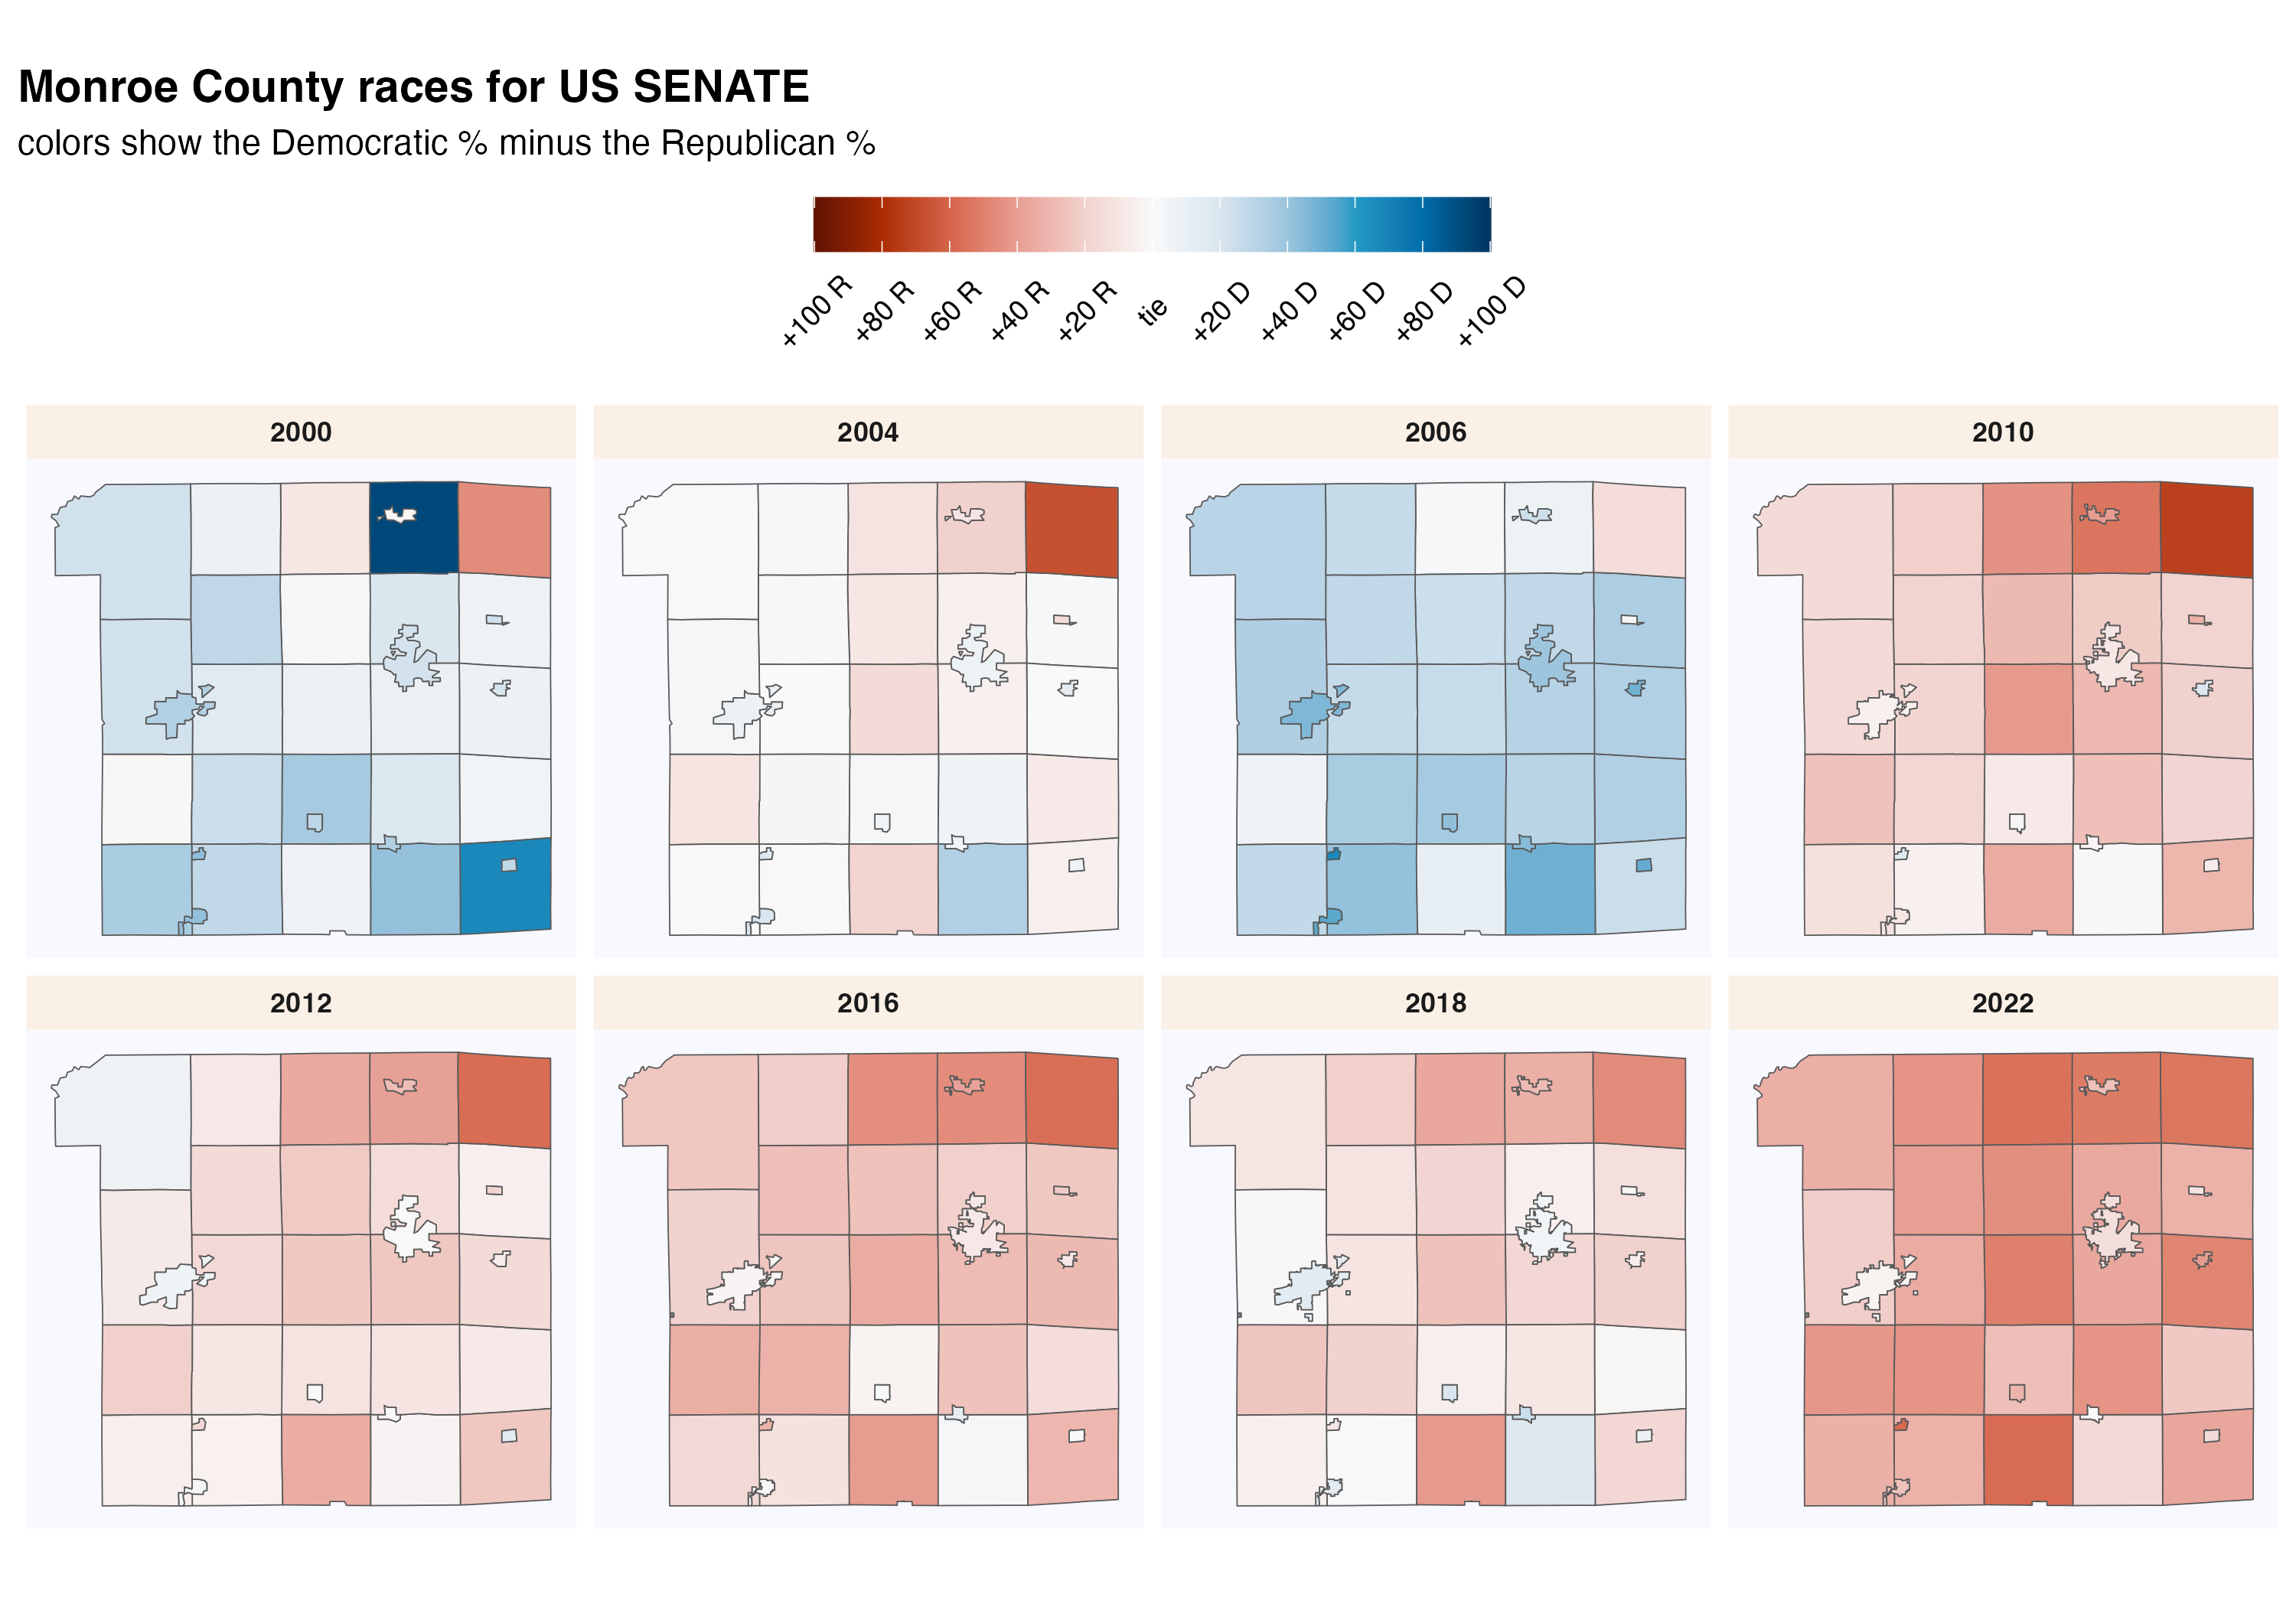 Monroe County races for US SENATE
colors show the Democratic % minus the Republican %
+100 R +80 R +60 R +40 R +20 R tie +20 D +40 D +60 D +80 D +100 D
2000 2004 2006 2010
2012 2016 2018 2022